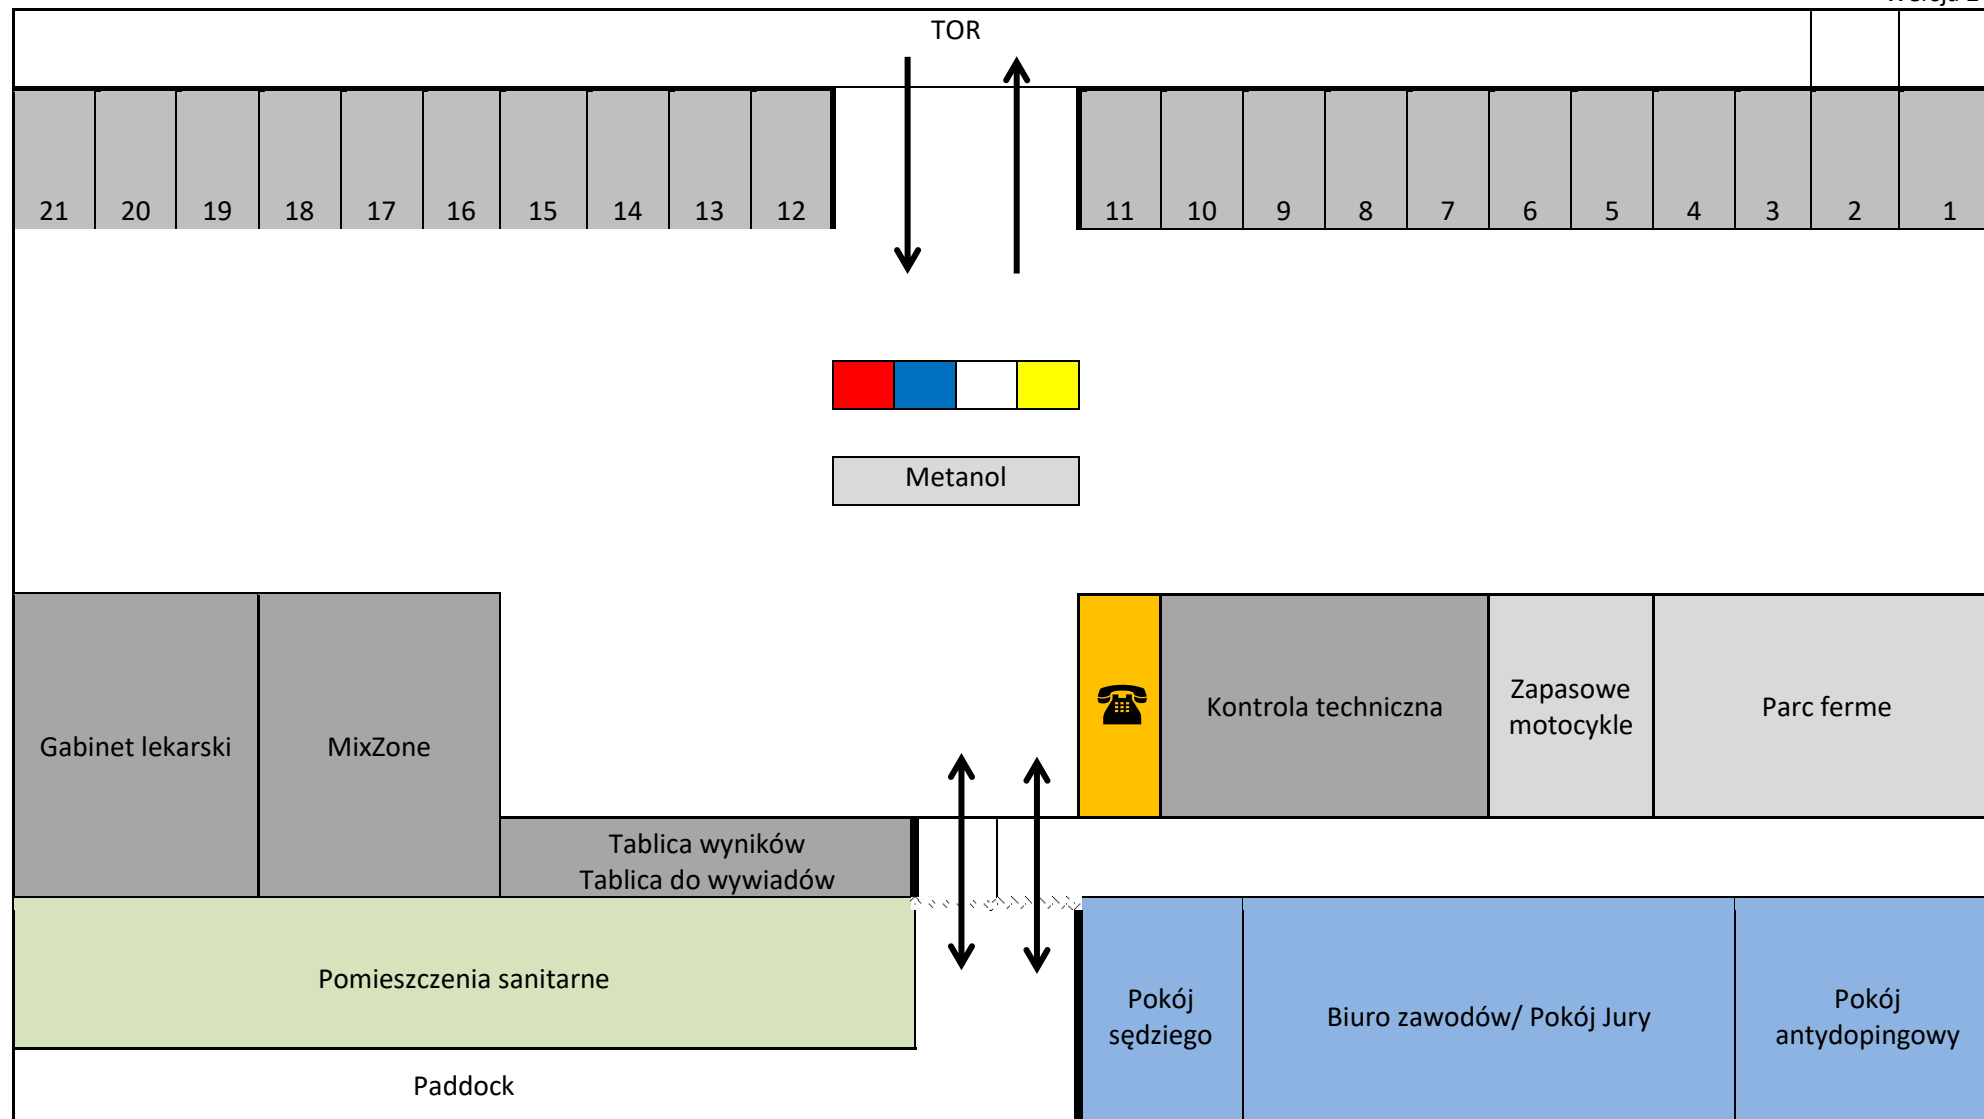 TOR
21 20 19 18 17 16 15 14 13 12 11 10 9 8 7 6 5 4 3 2 1
Metanol
Gabinet lekarski
MixZone
Kontrola techniczna
Zapasowe
motocykle
Parc ferme
Tablica wyników
Tablica do wywiadów
Pomieszczenia sanitarne
Pokój
sędziego
Biuro zawodów/ Pokój Jury
Pokój
antydopingowy
Paddock